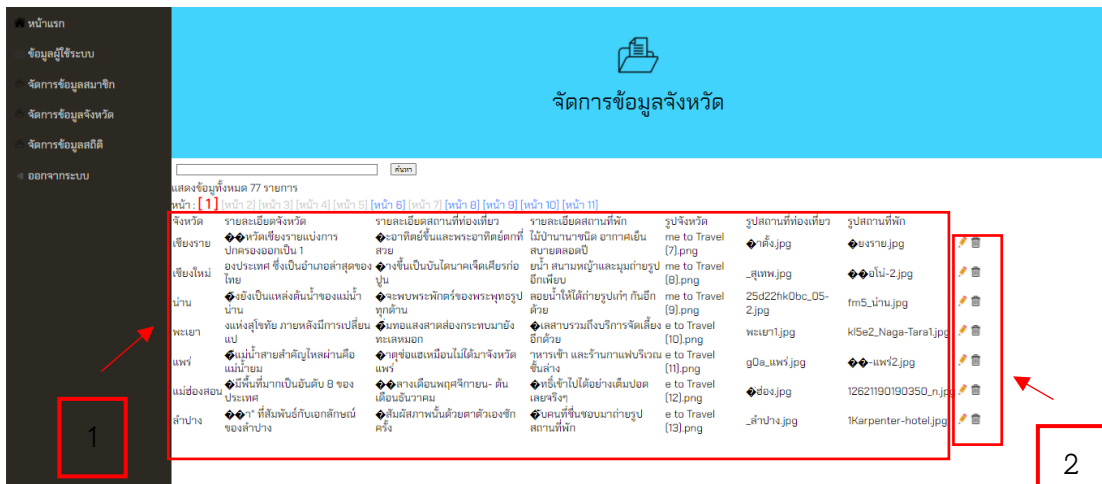 หน้าแรก
ข้อมูลผู้ใช้ระบบ
จัดการข้อมูลสมาชิก
จัดการข้อมูลจังหวัด
จัดการข้อมูลสถิติ
ออกจากระบบ
จัดการข้อมูลจังหวัด
ค้นหา
แสดงข้อมูลทั้งหมด 77 รายการ
หน้า : [1] [หน้า 2] [หน้า 3] [หน้า 4] [หน้า 5] [หน้า 6] [หน้า 7] [หน้า 8] [หน้า 9] [หน้า 10] [หน้า 11]
จังหวัด รายละเอียดจังหวัด รายละเอียดสถานที่ท่องเที่ยว รายละเอียดสถานที่พัก รูปจังหวัด รูปสถานที่ท่องเที่ยว รูปสถานที่พัก
เชียงราย ��หวัดเชียงรายแบ่งการ �ะอาทิตย์ขึ้นและพระอาทิตย์ตกที่ ไม้ป่านานาชนิด อากาศเย็น me to Travel �าตั้ง.jpg �ยงราย.jpg
ปกครองออกเป็น 1 สวย สบายตลอดปี (7).png
เชียงใหม่ องประเทศ ซึ่งเป็นอำเภอล่าสุดของ �างขึ้นเป็นบันไดนาคเจ็ดเศียรก่อ ยน้ำ สนามหญ้าและมุมถ่ายรูป me to Travel _สุเทพ.jpg ��อโน่-2.jpg
ไทย ปูน อีกเพียบ (8).png
น่าน �ังยังเป็นแหล่งต้นน้ำของแม่น้ำ �จะพบพระพักตร์ของพระพุทธรูป ลอยน้ำให้ได้ถ่ายรูปเก๋ๆ กันอีก me to Travel 25d22fık0bc_05- fm5_น่าน.jpg
น่าน ทุกด้าน ด้วย (9).png 2.jpg
พะเยา งแห่งสุโขทัย ภายหลังมีการเปลี่ยน �ัมทอแสงสาดส่องกระทบมายัง �เลสาบรวมถึงบริการจัดเลี้ยง e to Travel พะเยา1.jpg kl5e2_Naga-Tara1.jpg
แป ทะเลหมอก อีกด้วย (10).png
แพร่ �ีแม่น้ำสายสำคัญไหลผ่านคือ �าตุช่อแฮเหมือนไม่ได้มาจังหวัด าหารเช้า และร้านกาแฟบริเวณ e to Travel g0a_แพร่.jpg ��-แพร่2.jpg
แม่น้ำยม แพร่ ชั้นล่าง (11).png
แม่ฮ่องสอน �มีพื้นที่มากเป็นอันดับ 8 ของ ��ลางเดือนพฤศจิกายน- ต้น �ทธิ์เข้าไปได้อย่างเต็มปอด e to Travel �ฮ่อง.jpg 12621190190350_n.jpg
ประเทศ เดือนธันวาคม เลยจริงๆ (12).png
ลำปาง ��า" ที่สัมพันธ์กับเอกลักษณ์ �สัมผัสภาพนั้นด้วยตาตัวเองซัก �ับคนที่ชื่นชอบมาถ่ายรูป e to Travel _ลำปาง.jpg 1Karpenter-hotel.jpg
ของลำปาง ครั้ง สถานที่พัก (13).png
1
2